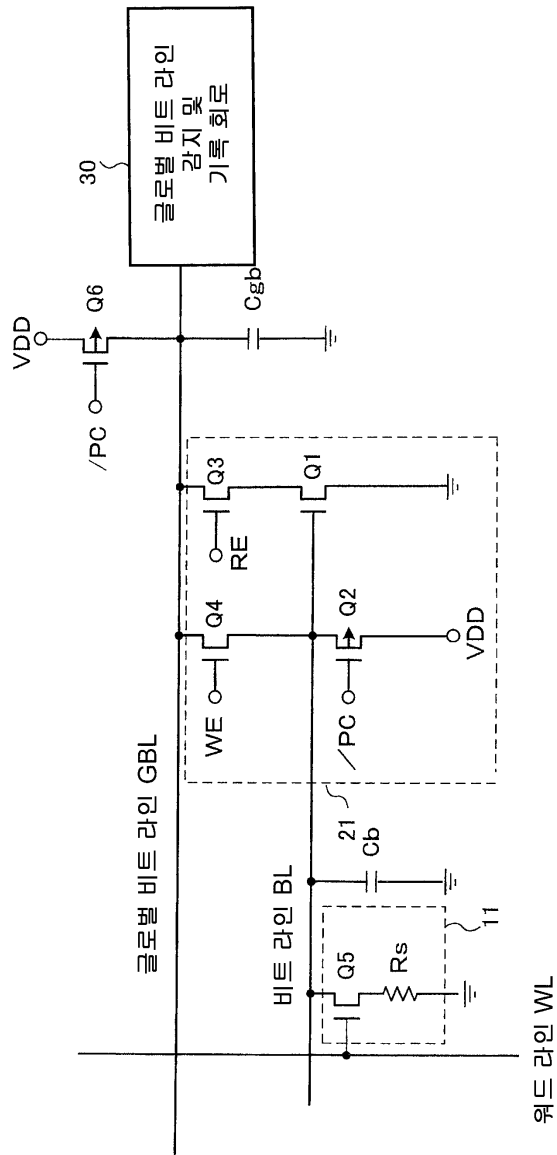 글로벌 비트 라인
감지 및
기록 회로
30
VDD
Q6
/PC
Cgb
글로벌 비트 라인 GBL
WE
Q4
RE
Q3
Q1
/PC
Q2
VDD
21
비트 라인 BL
Cb
Q5
Rs
11
워드 라인 WL